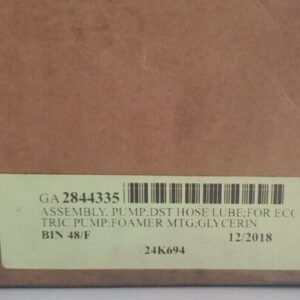 GA 2844335
ASSEMBLY, PUMP;DST HOSE LUBE;FOR ECC
TRIC PUMP;FOAMER MTG;GLYCERIN
BIN 48/F 12/2018
24K694